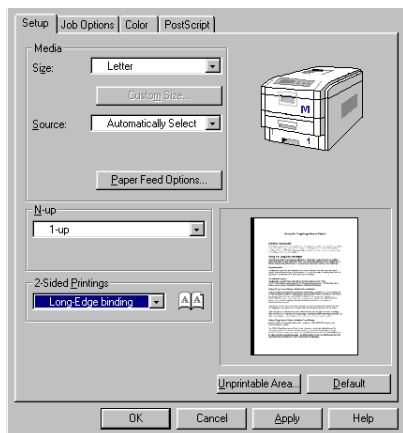 Setup
Job Options
Color
PostScript
Media
Size:
Letter
Custom Size...
Source:
Automatically Select
Paper Feed Options...
M
1
N-up
1-up
2-Sided Printings
Long-Edge binding
A A
Unprintable Area...
Default
OK
Cancel
Apply
Help